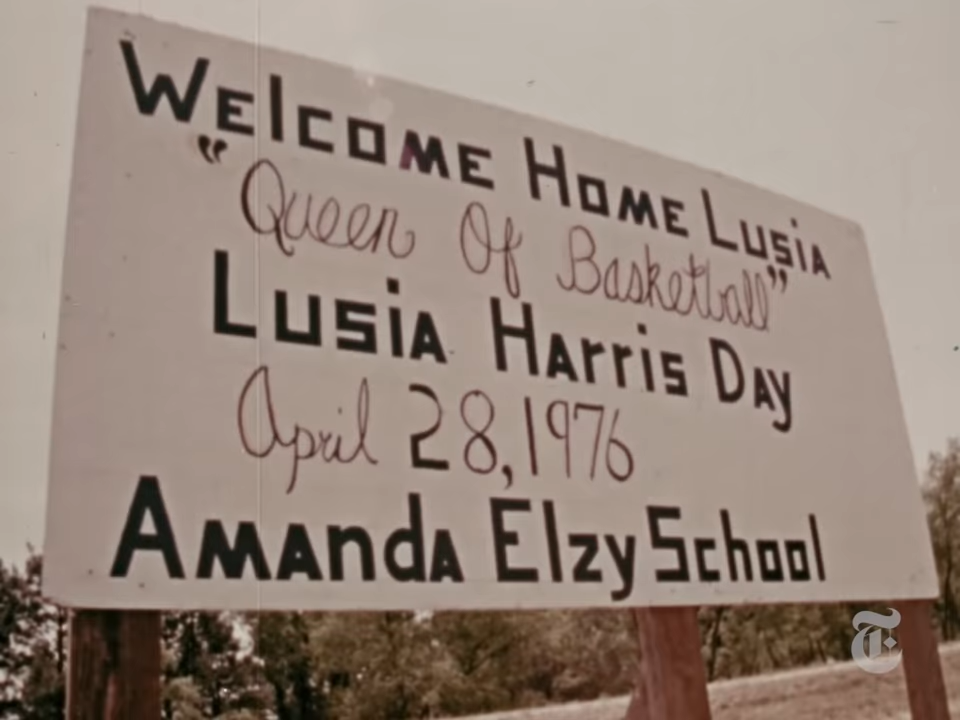 Welcome Home Lusia
"Queen Of Basketball"
Lusia Harris Day
April 28, 1976
Amanda Elzy School
T